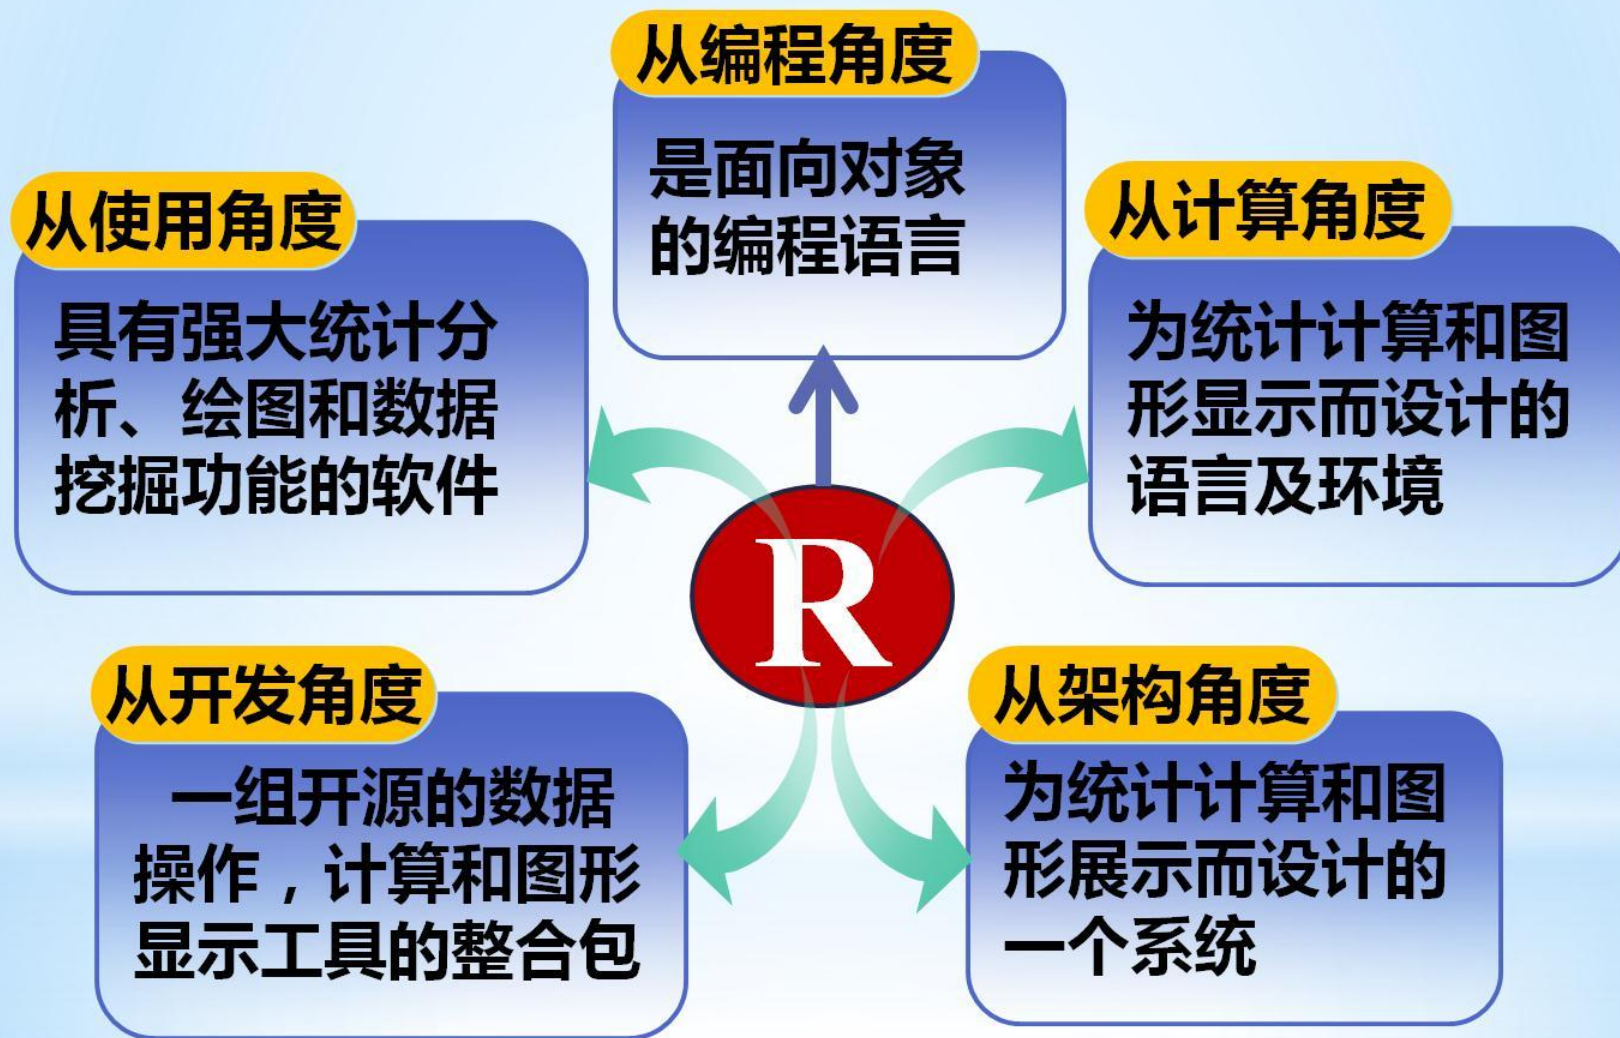 从编程角度
是面向对象
的编程语言
从使用角度
具有强大统计分
析、绘图和数据
挖掘功能的软件
从计算角度
为统计计算和图
形显示而设计的
语言及环境
R
从开发角度
一组开源的数据
操作，计算和图形
显示工具的整合包
从架构角度
为统计计算和图
形展示而设计的
一个系统